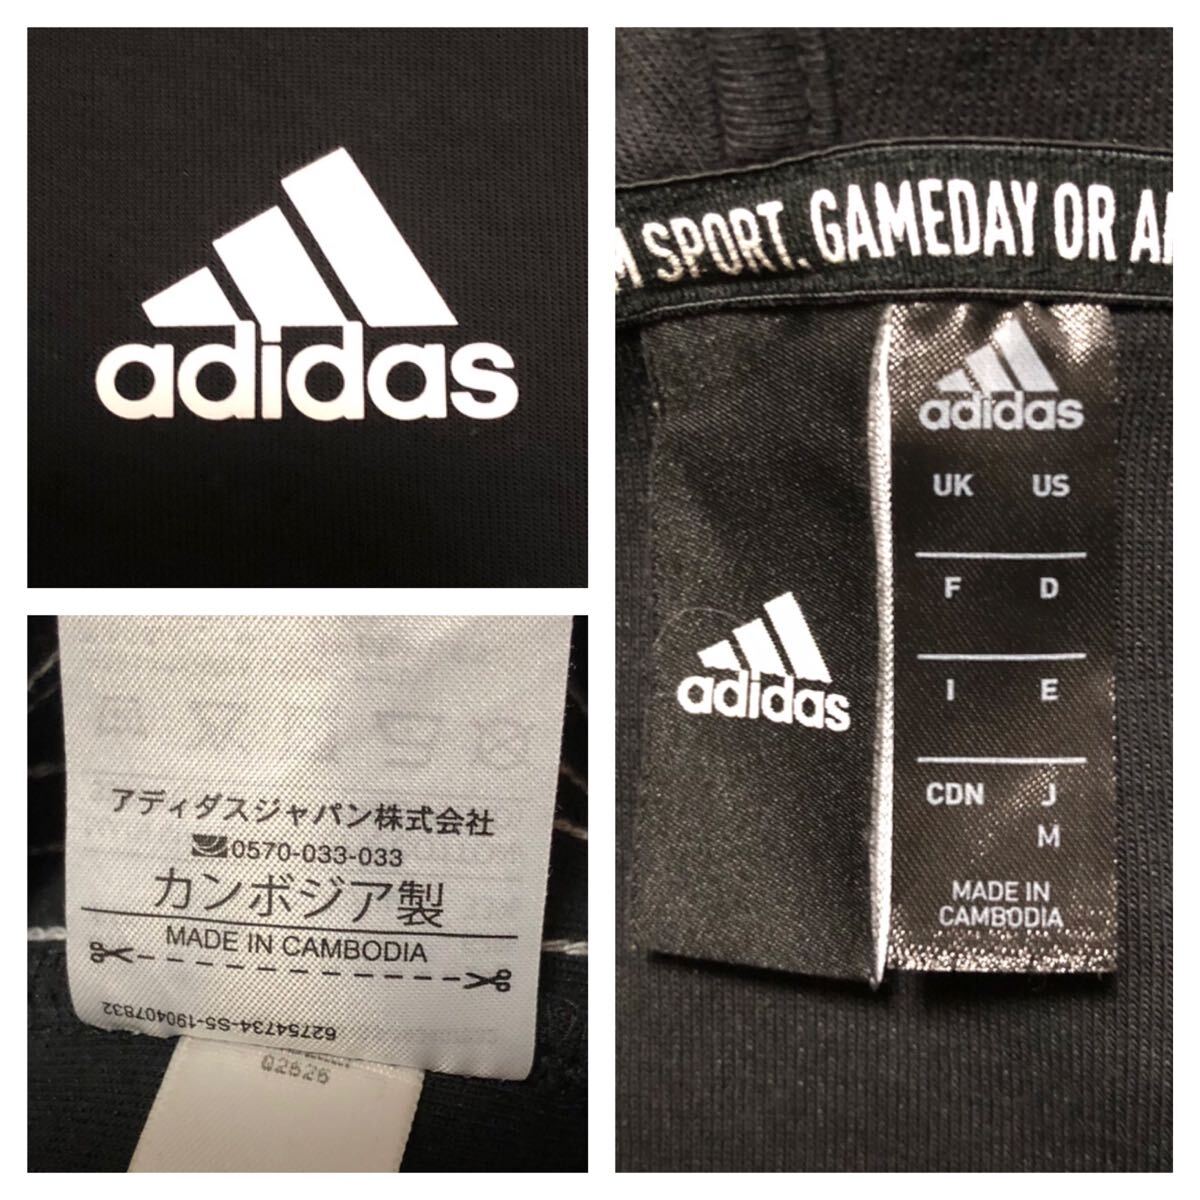 adidas
SPORT. GAMEDAY OR
adidas
adidas
UK US
F D
I E
CDN J
M
MADE IN
CAMBODIA
アディダスジャパン株式会社
0570-033-033
カンボジア製
MADE IN CAMBODIA
62754734-S5-190407832
Q2626